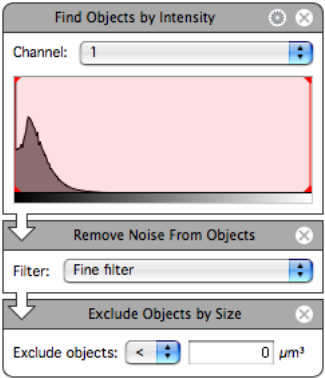 Find Objects by Intensity
Channel: 1
Remove Noise From Objects
Filter: Fine filter
Exclude Objects by Size
Exclude objects: < 0 µm³